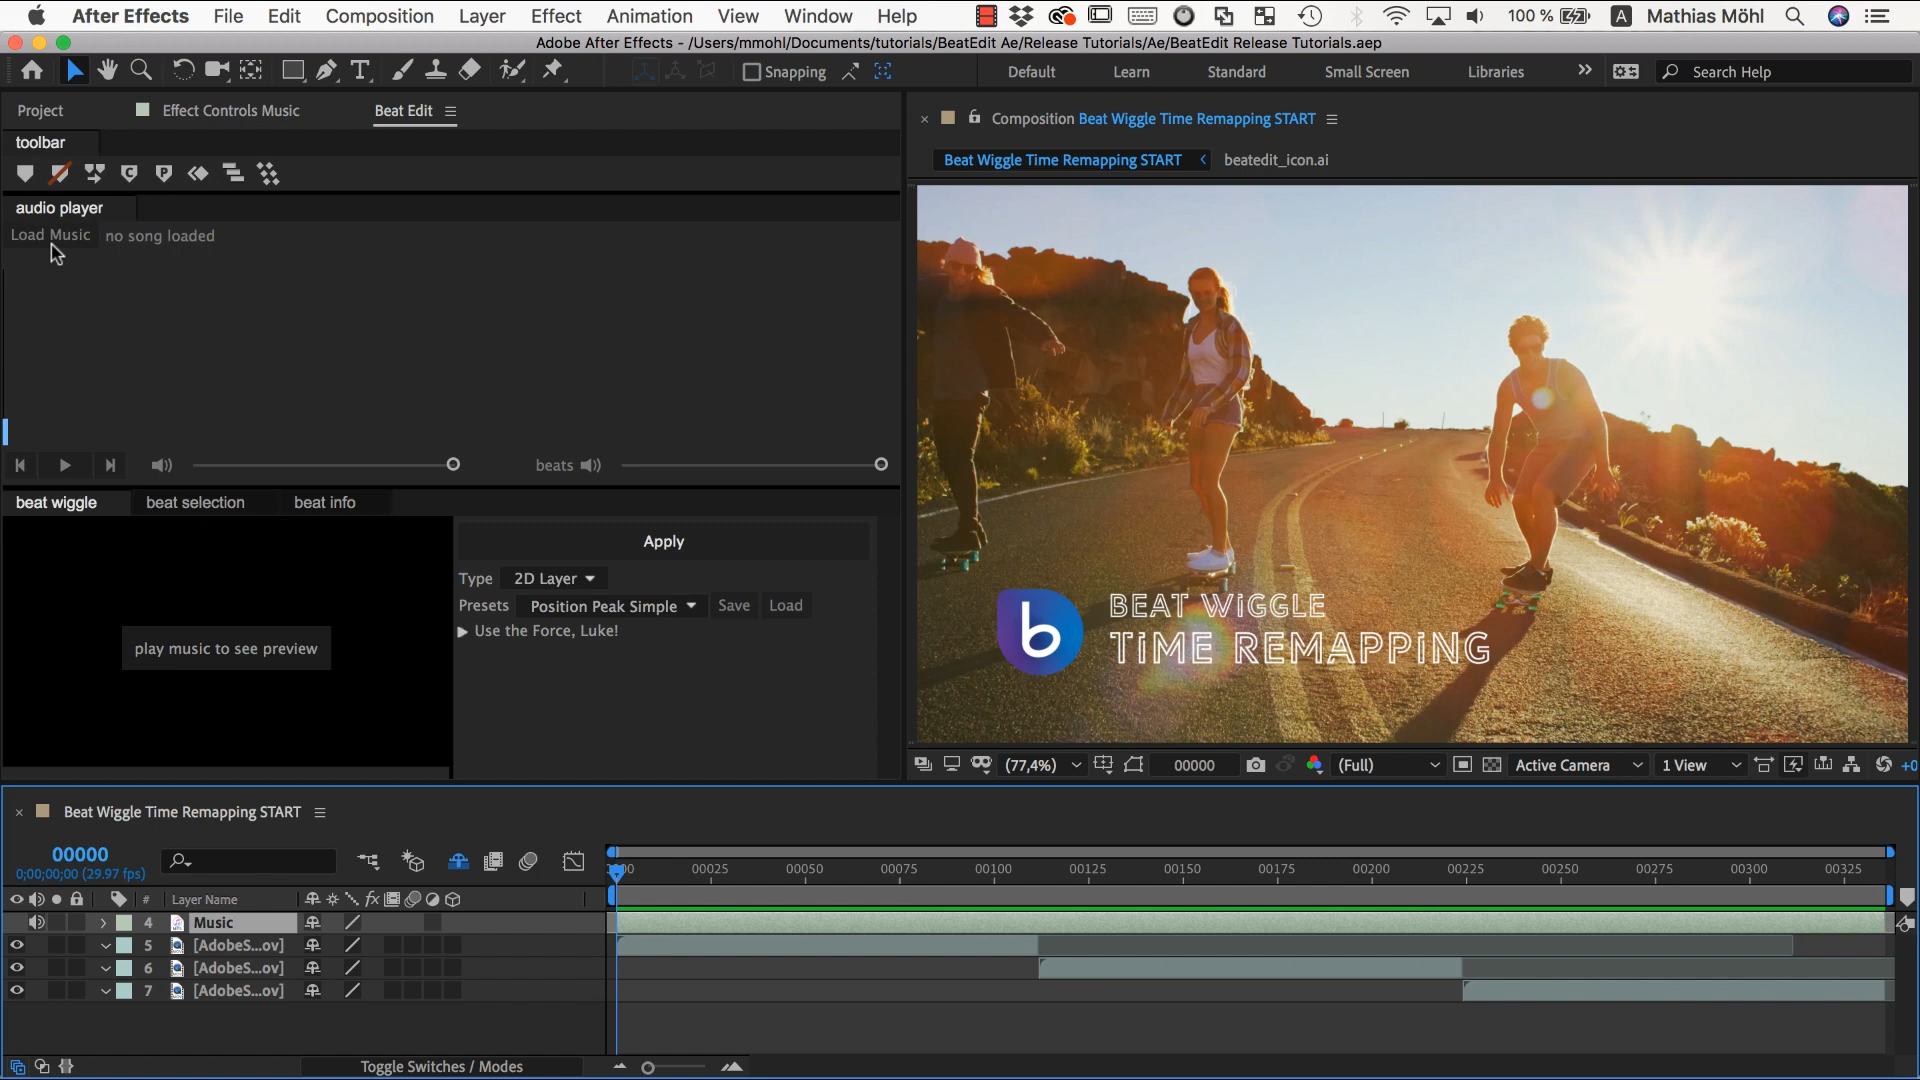 After Effects File Edit Composition Layer Effect Animation View Window Help 100 % A Mathias Möhl
Adobe After Effects - /Users/mmohl/Documents/tutorials/BeatEdit Ae/Release Tutorials/Ae/BeatEdit Release Tutorials.aep
Snapping Default Learn Standard Small Screen Libraries Search Help
Project Effect Controls Music Beat Edit
Composition Beat Wiggle Time Remapping START
toolbar
Beat Wiggle Time Remapping START beatedit_icon.ai
audio player
Load Music no song loaded
beats
beat wiggle beat selection beat info
Apply
Type 2D Layer
Presets Position Peak Simple Save Load
Use the Force, Luke!
play music to see preview
b BEAT WiGGLE
TiME REMAPPiNG
(77,4%) 00000 (Full) Active Camera 1 View +0
Beat Wiggle Time Remapping START
00000
0;00;00;00 (29.97 fps)
00025 00050 00075 00100 00125 00150 00175 00200 00225 00250 00275 00300 00325
# Layer Name fx
4 Music
5 [AdobeS...ov]
6 [AdobeS...ov]
7 [AdobeS...ov]
Toggle Switches / Modes